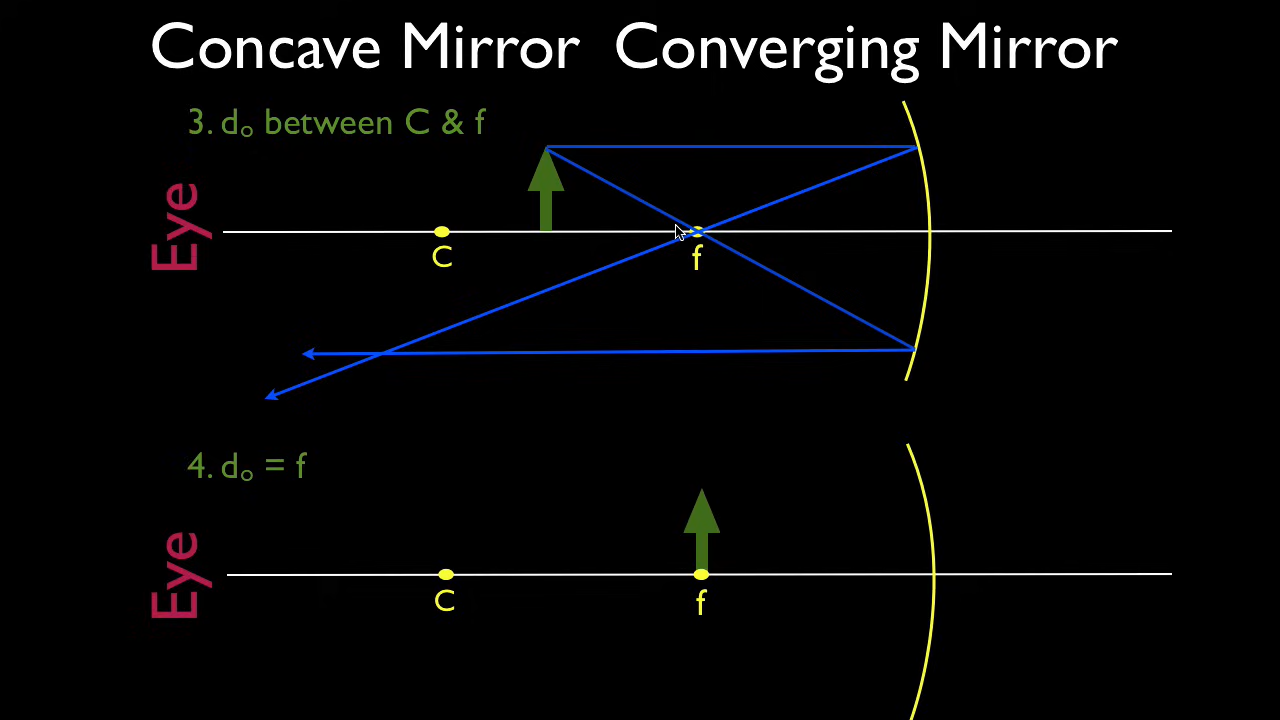 Concave Mirror  Converging Mirror
3. dₒ between C & f
Eye
C
f
4. dₒ = f
Eye
C
f